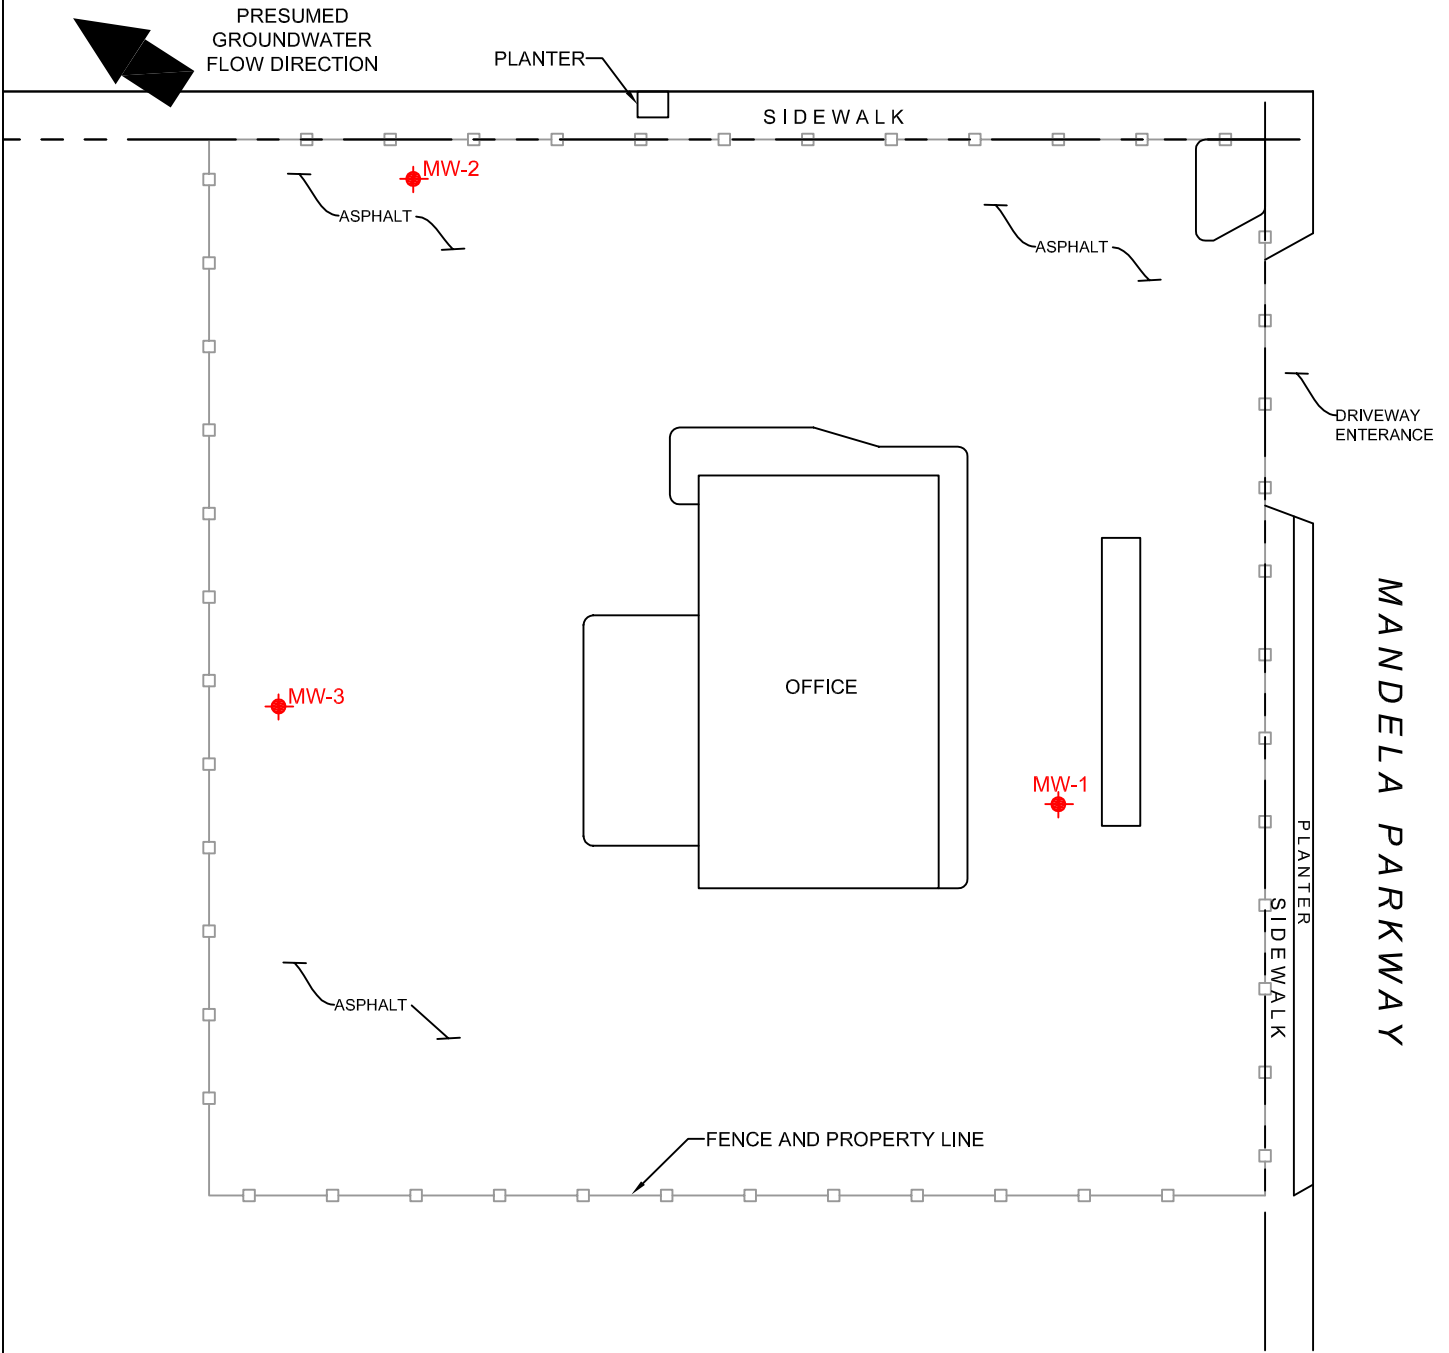 PRESUMED
GROUNDWATER
FLOW DIRECTION
PLANTER
SIDEWALK
MW-2
ASPHALT
ASPHALT
DRIVEWAY
ENTERANCE
OFFICE
MW-3
MW-1
MANDELA PARKWAY
PLANTER
SIDEWALK
ASPHALT
FENCE AND PROPERTY LINE